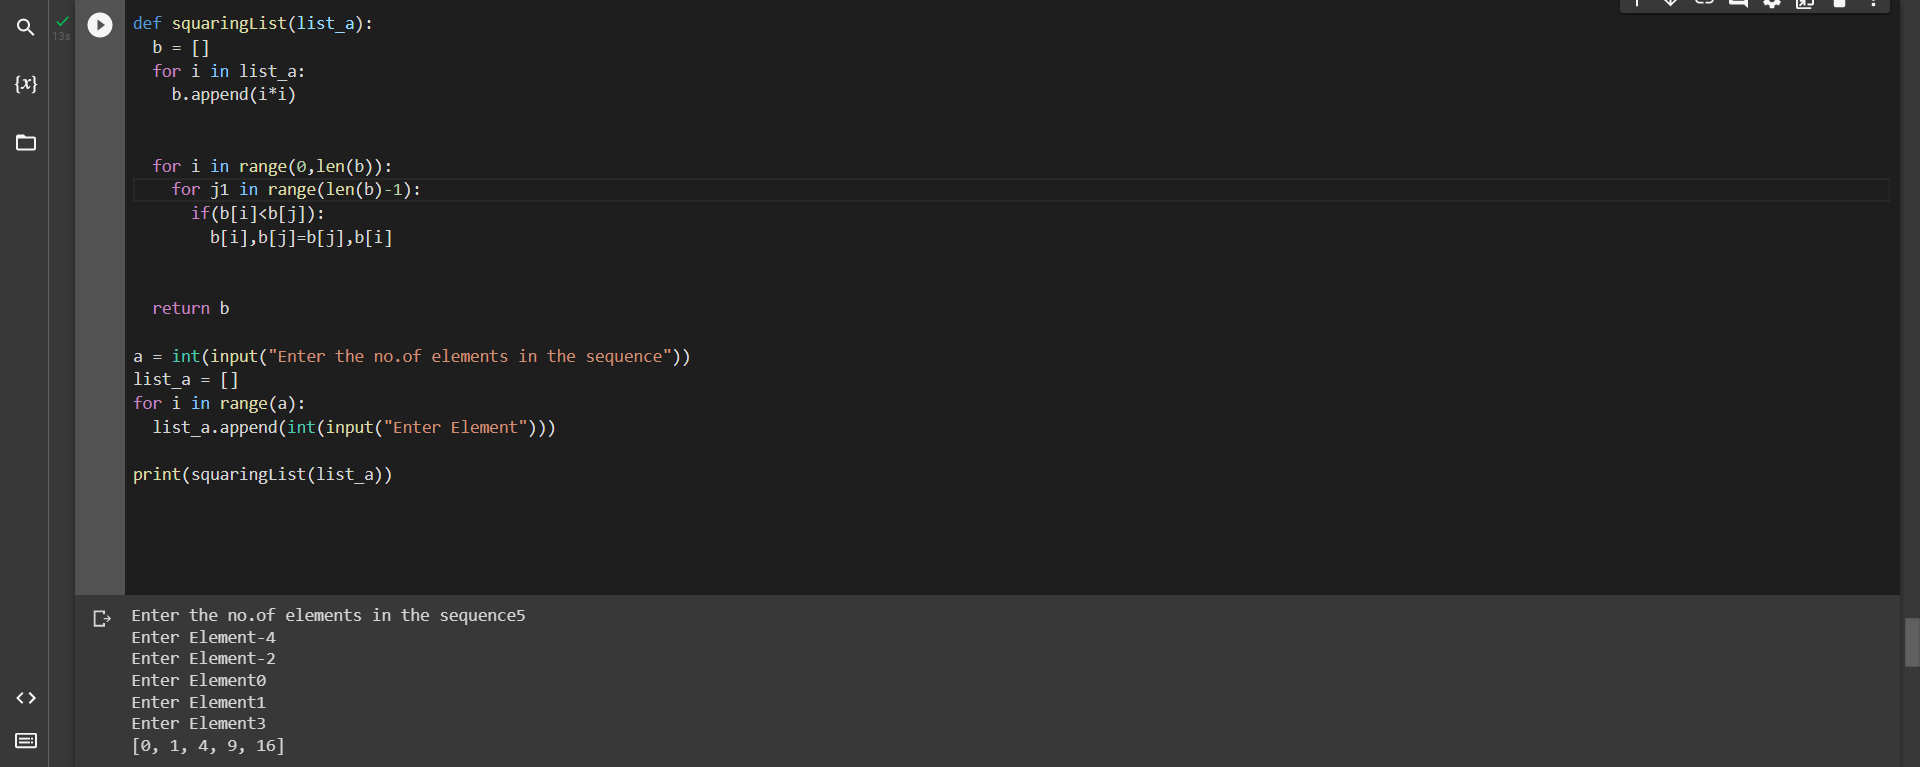 13s
def squaringList(list_a):
  b = []
  for i in list_a:
    b.append(i*i)
  for i in range(0,len(b)):
    for j1 in range(len(b)-1):
      if(b[i]<b[j]):
        b[i],b[j]=b[j],b[i]
  return b
a = int(input("Enter the no.of elements in the sequence"))
list_a = []
for i in range(a):
  list_a.append(int(input("Enter Element")))
print(squaringList(list_a))
Enter the no.of elements in the sequence5
Enter Element-4
Enter Element-2
Enter Element0
Enter Element1
Enter Element3
[0, 1, 4, 9, 16]